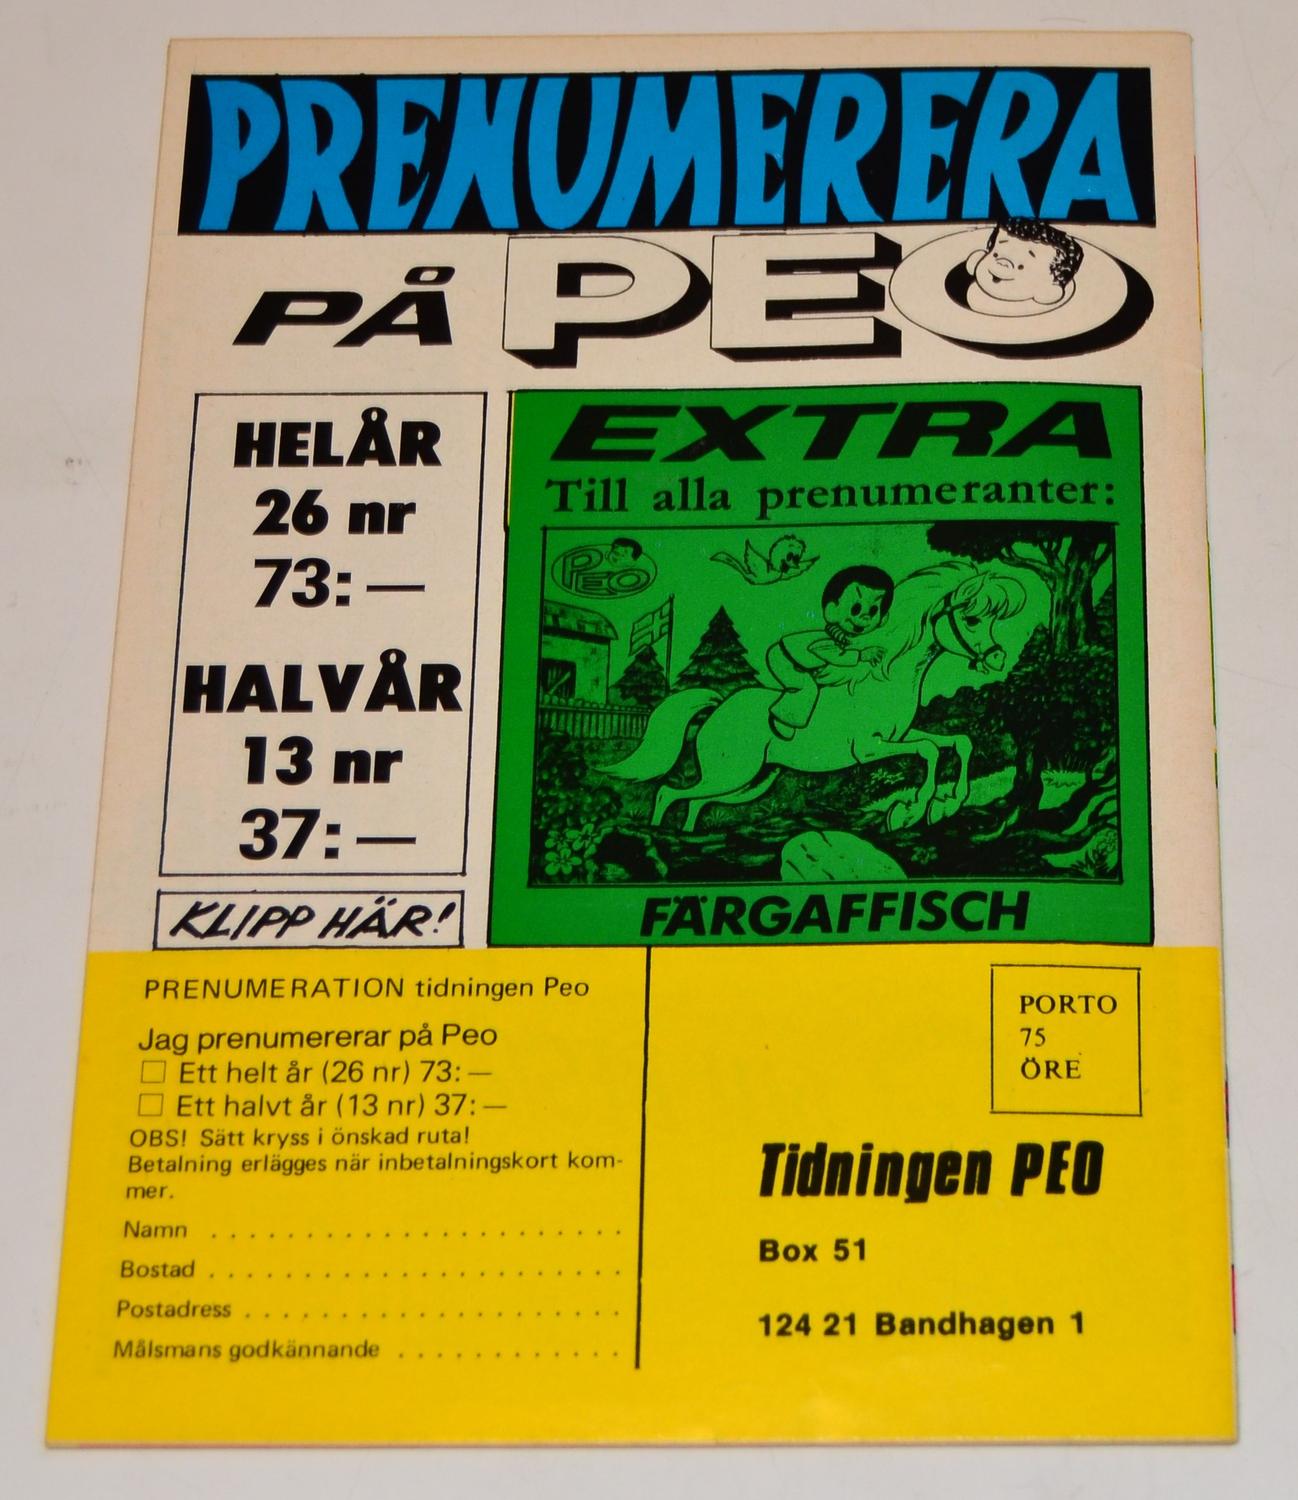 PRENUMERERA
PÅ PEO
HELÅR
26 nr
73: —
HALVÅR
13 nr
37: —
KLIPP HÄR!
EXTRA
Till alla prenumeranter:
PEO
FÄRGAFFISCH
PRENUMERATION tidningen Peo
Jag prenumererar på Peo
☐ Ett helt år (26 nr) 73: —
☐ Ett halvt år (13 nr) 37: —
OBS! Sätt kryss i önskad ruta!
Betalning erlägges när inbetalningskort kom-
mer.
Namn . . . . . . . . . . . . . . . . . . . . . .
Bostad . . . . . . . . . . . . . . . . . . . . . .
Postadress . . . . . . . . . . . . . . . . . . . .
Målsmans godkännande . . . . . . . . . . . .
PORTO
75
ÖRE
Tidningen PEO
Box 51
124 21 Bandhagen 1